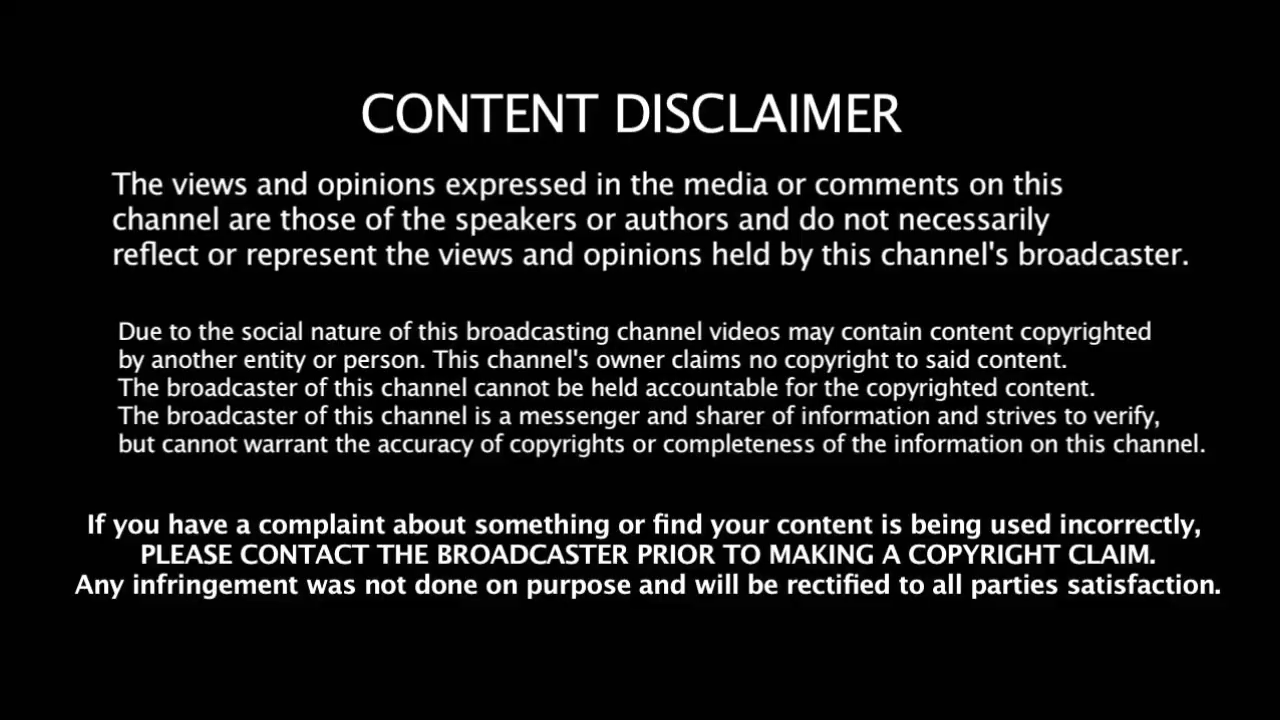 CONTENT DISCLAIMER
The views and opinions expressed in the media or comments on this
channel are those of the speakers or authors and do not necessarily
reflect or represent the views and opinions held by this channel's broadcaster.
Due to the social nature of this broadcasting channel videos may contain content copyrighted
by another entity or person. This channel's owner claims no copyright to said content.
The broadcaster of this channel cannot be held accountable for the copyrighted content.
The broadcaster of this channel is a messenger and sharer of information and strives to verify,
but cannot warrant the accuracy of copyrights or completeness of the information on this channel.
If you have a complaint about something or find your content is being used incorrectly,
PLEASE CONTACT THE BROADCASTER PRIOR TO MAKING A COPYRIGHT CLAIM.
Any infringement was not done on purpose and will be rectified to all parties satisfaction.